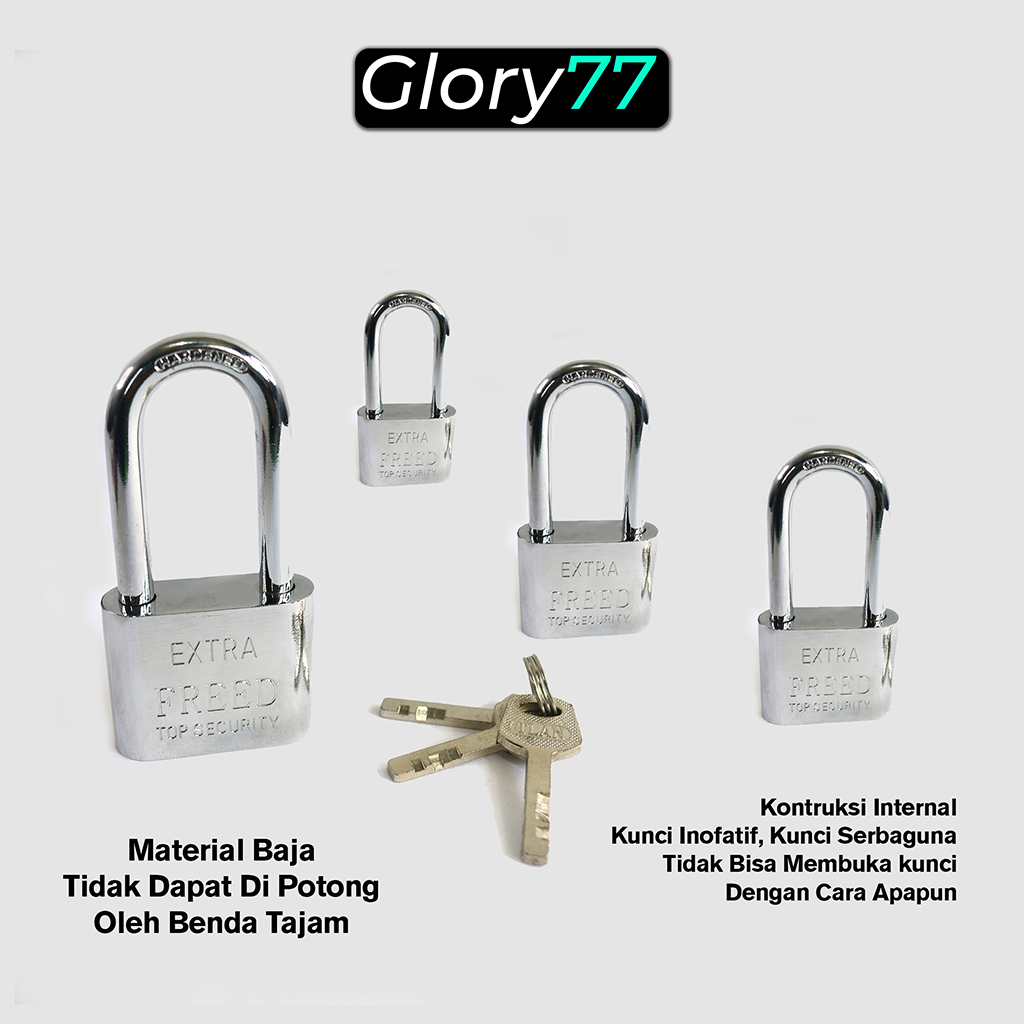 Glory77
HARDENED
EXTRA
FREED
TOP SECURITY
HARDENED
EXTRA
FREED
TOP SECURITY
HARDENED
EXTRA
FREED
TOP SECURITY
HARDENED
EXTRA
FREED
TOP SECURITY
Material Baja
Tidak Dapat Di Potong
Oleh Benda Tajam
Kontruksi Internal
Kunci Inofatif, Kunci Serbaguna
Tidak Bisa Membuka kunci
Dengan Cara Apapun